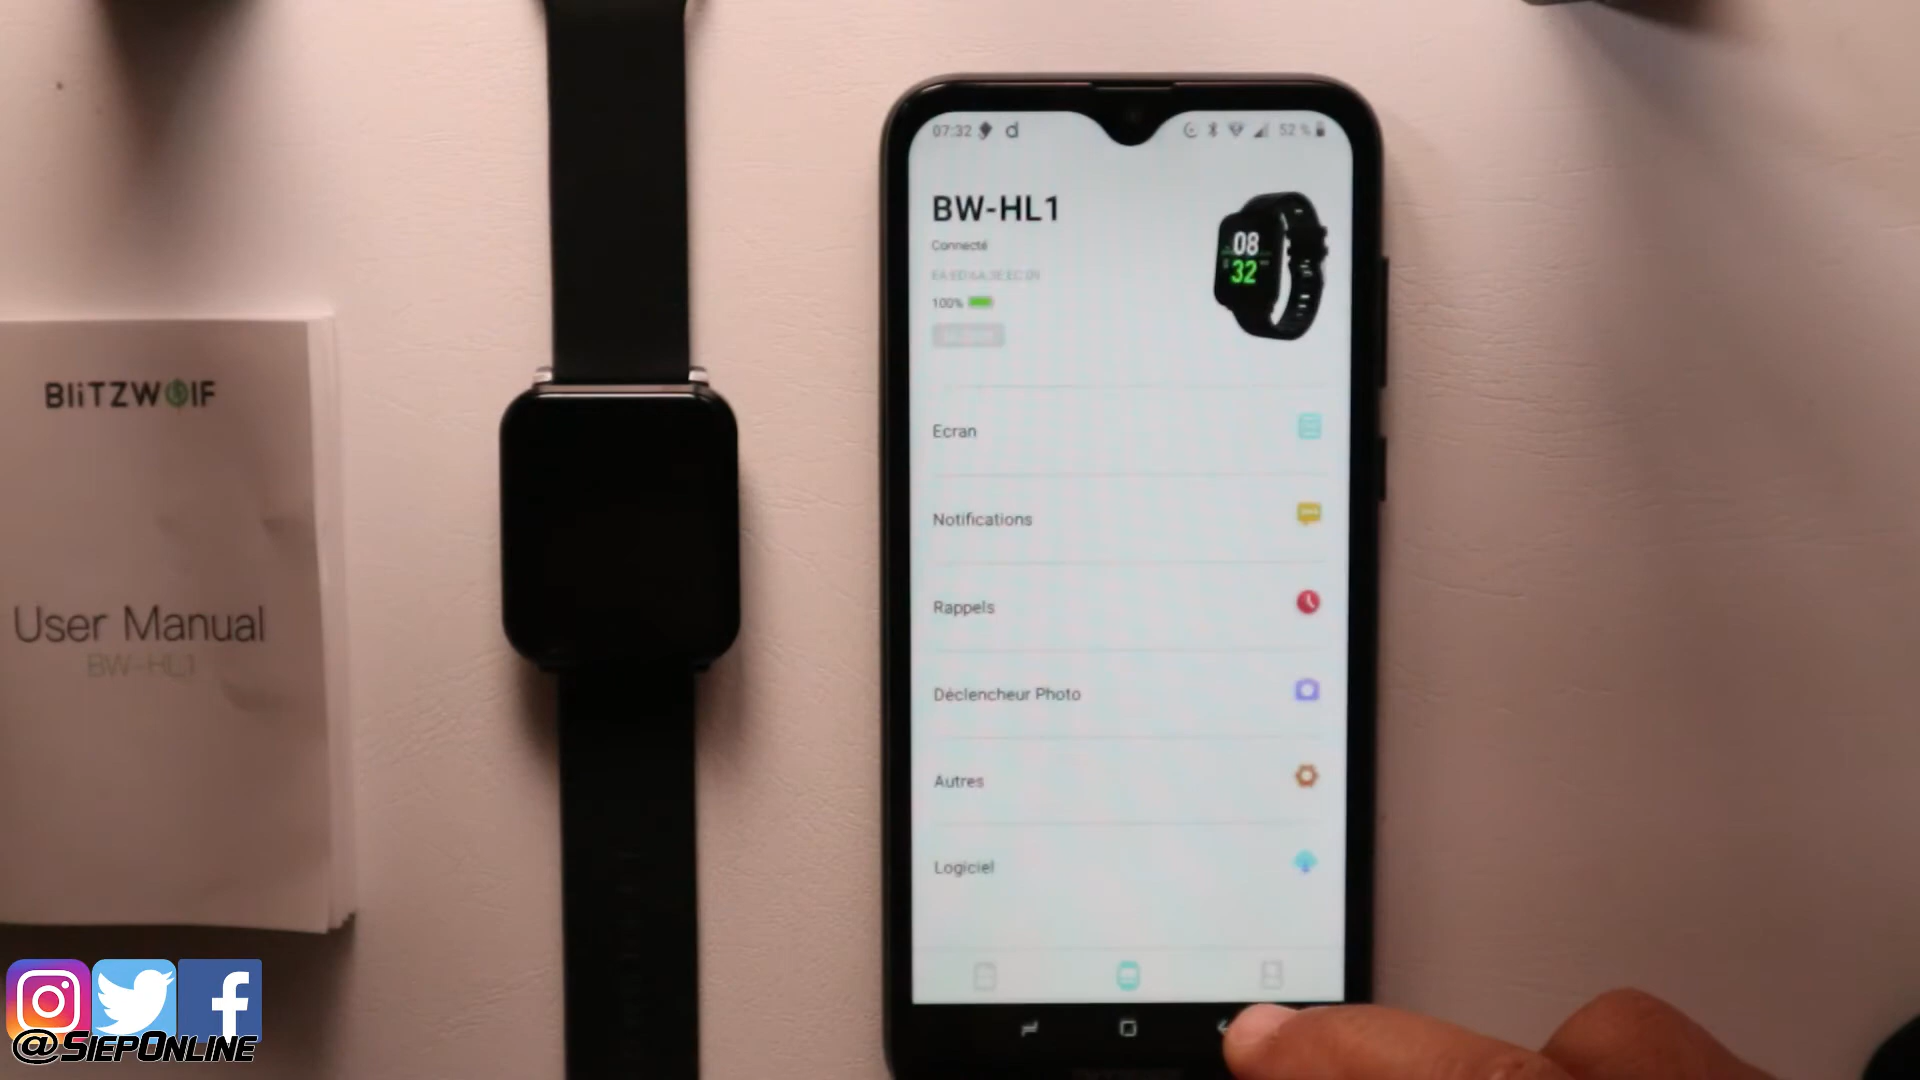 07:32
52 %
BW-HL1
Connecté
100%
08
32
Ecran
Notifications
Rappels
Déclencheur Photo
Autres
Logiciel
BliTZWOlF
User Manual
BW-HL1
@SiepOnline